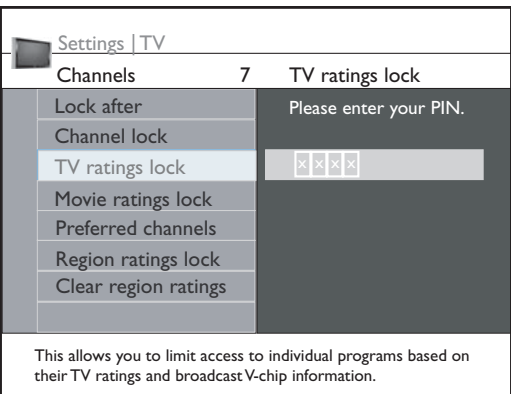 Settings | TV
Channels 7 TV ratings lock
Lock after
Please enter your PIN.
Channel lock
TV ratings lock
x x x x
Movie ratings lock
Preferred channels
Region ratings lock
Clear region ratings
This allows you to limit access to individual programs based on
their TV ratings and broadcast V-chip information.